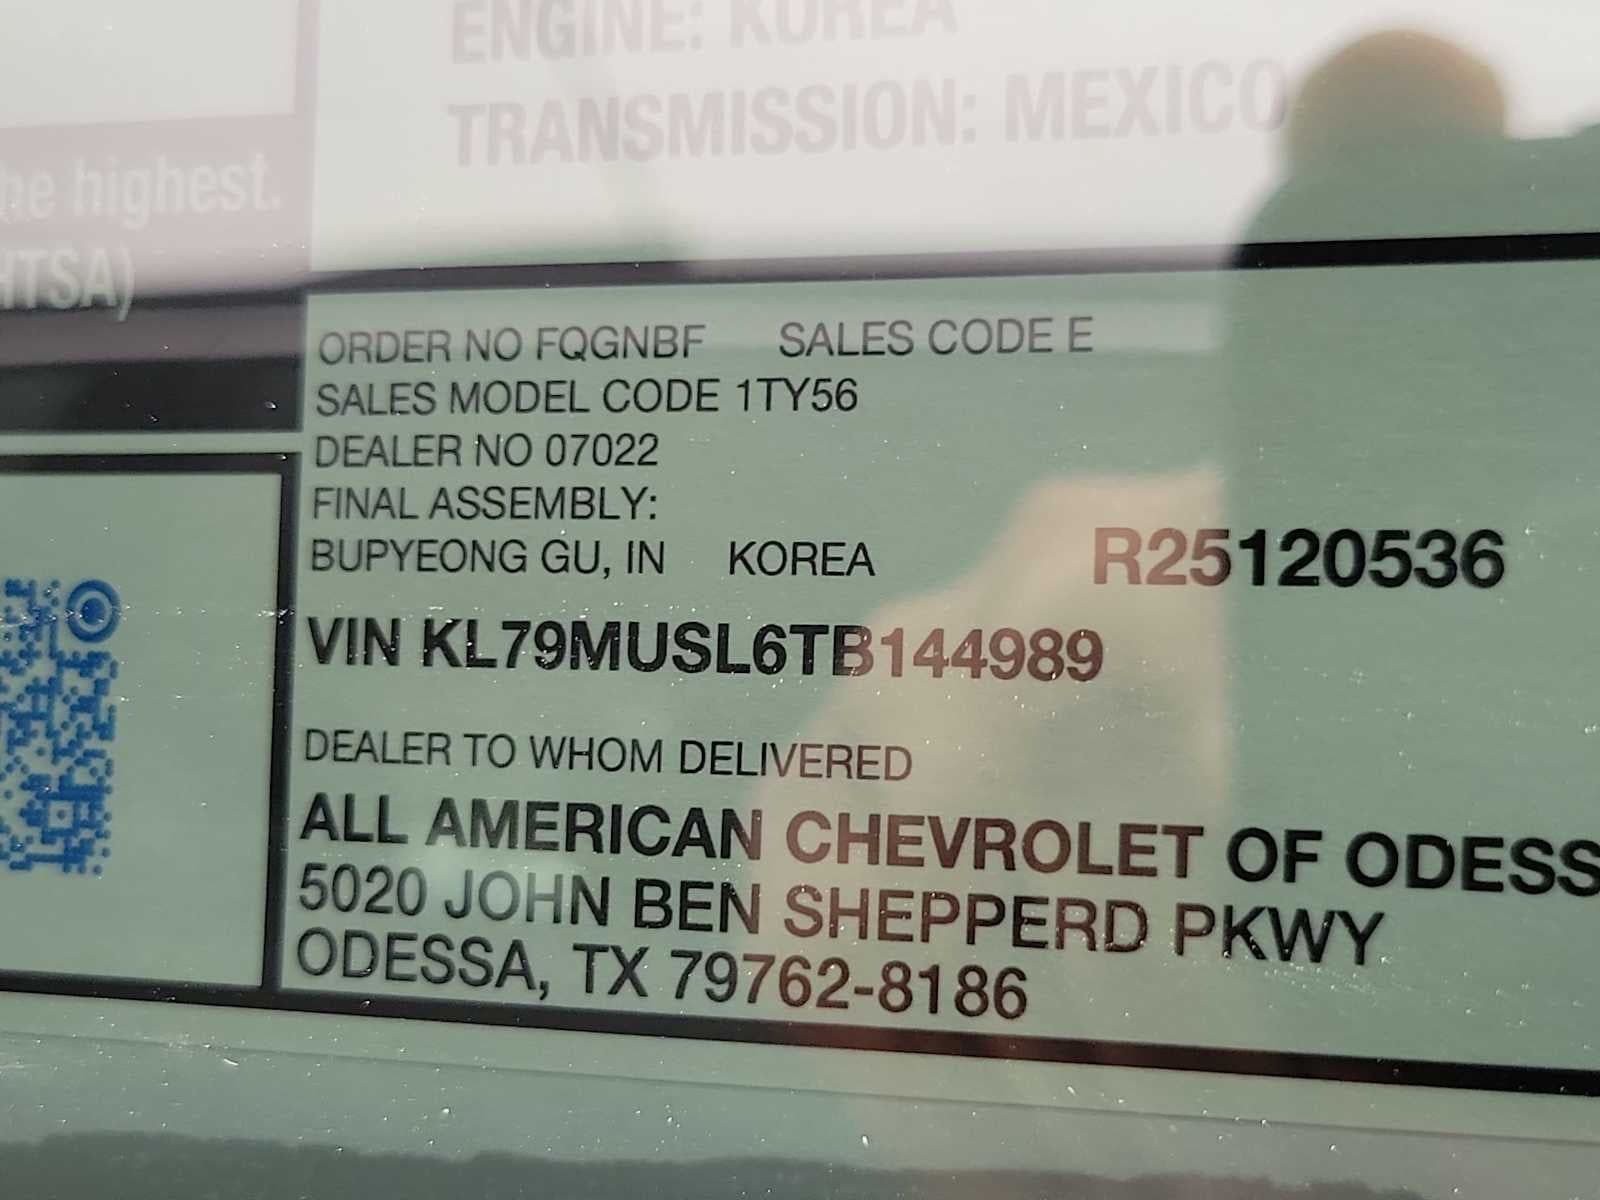 ENGINE: KOREA
TRANSMISSION: MEXICO
he highest.
HTSA)
ORDER NO FQGNBF SALES CODE E
SALES MODEL CODE 1TY56
DEALER NO 07022
FINAL ASSEMBLY:
BUPYEONG GU, IN KOREA R25120536
VIN KL79MUSL6TB144989
DEALER TO WHOM DELIVERED
ALL AMERICAN CHEVROLET OF ODESS
5020 JOHN BEN SHEPPERD PKWY
ODESSA, TX 79762-8186